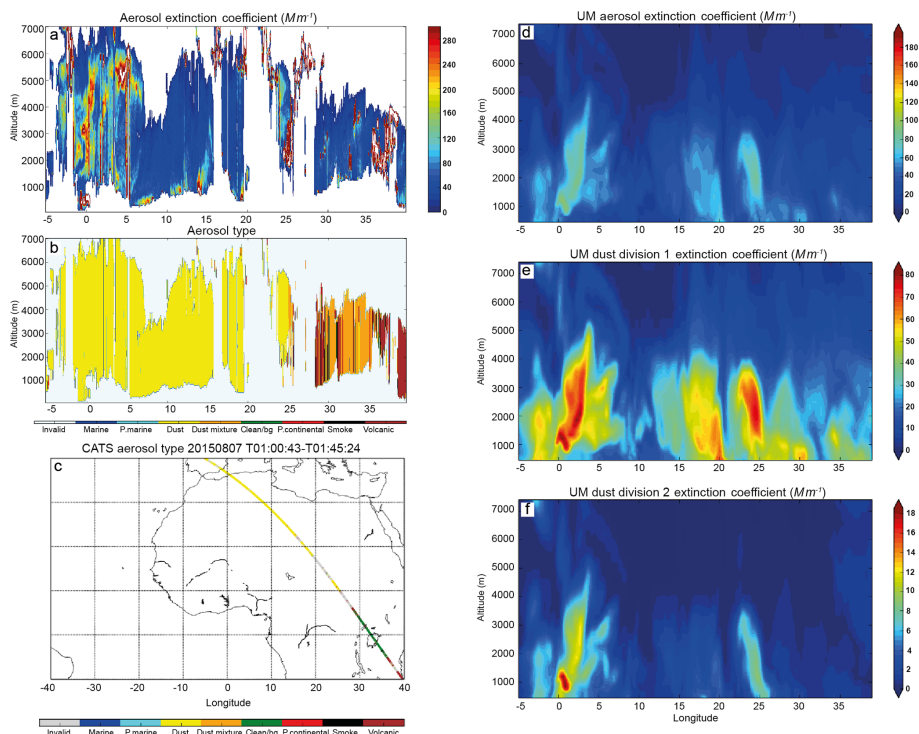 Aerosol extinction coefficient (Mm⁻¹)
a
Altitude (m)
7000
6000
5000
4000
3000
2000
1000
-5 0 5 10 15 20 25 30 35
280
240
200
160
120
80
40
0
Aerosol type
b
Altitude (m)
7000
6000
5000
4000
3000
2000
1000
-5 0 5 10 15 20 25 30 35
Invalid Marine P.marine Dust Dust mixture Clean/bg P.continental Smoke Volcanic
CATS aerosol type 20150807 T01:00:43-T01:45:24
c
-40 -30 -20 -10 0 10 20 30 40
Longitude
Invalid Marine P.marine Dust Dust mixture Clean/bg P.continental Smoke Volcanic
UM aerosol extinction coefficient (Mm⁻¹)
d
Altitude (m)
7000
6000
5000
4000
3000
2000
1000
-5 0 5 10 15 20 25 30 35
180
160
140
120
100
80
60
40
20
0
UM dust division 1 extinction coefficient (Mm⁻¹)
e
Altitude (m)
7000
6000
5000
4000
3000
2000
1000
-5 0 5 10 15 20 25 30 35
80
70
60
50
40
30
20
10
0
UM dust division 2 extinction coefficient (Mm⁻¹)
f
Altitude (m)
7000
6000
5000
4000
3000
2000
1000
-5 0 5 10 15 20 25 30 35
Longitude
18
16
14
12
10
8
6
4
2
0